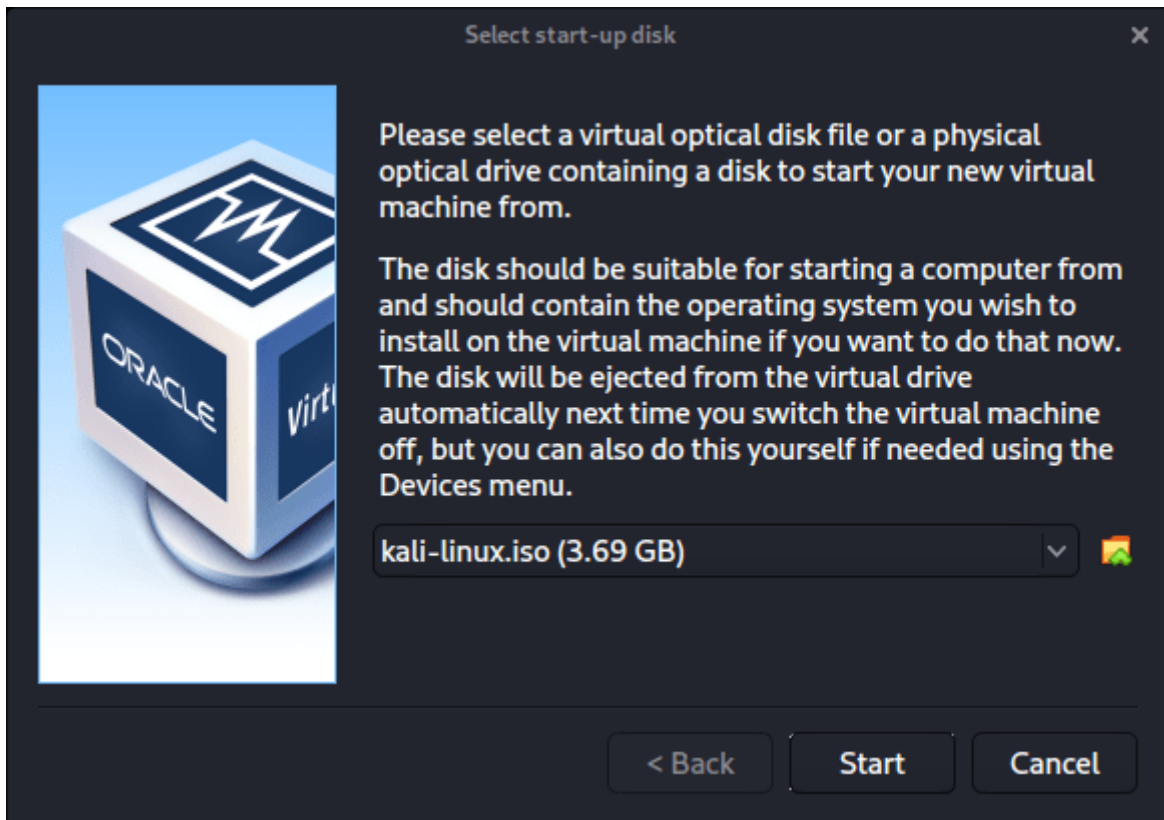 Select start-up disk
Please select a virtual optical disk file or a physical
optical drive containing a disk to start your new virtual
machine from.
The disk should be suitable for starting a computer from
and should contain the operating system you wish to
install on the virtual machine if you want to do that now.
The disk will be ejected from the virtual drive
automatically next time you switch the virtual machine
off, but you can also do this yourself if needed using the
Devices menu.
ORACLE
Virt
kali-linux.iso (3.69 GB)
< Back
Start
Cancel